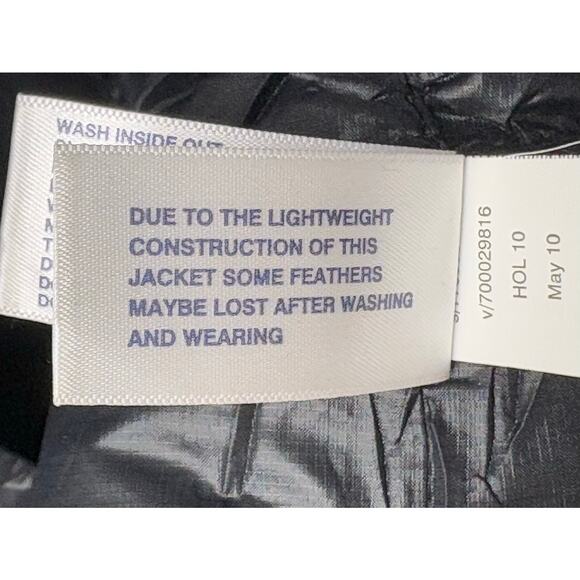 WASH INSIDE OUT
DUE TO THE LIGHTWEIGHT
CONSTRUCTION OF THIS
JACKET SOME FEATHERS
MAYBE LOST AFTER WASHING
AND WEARING
v/700029816
HOL 10
May 10